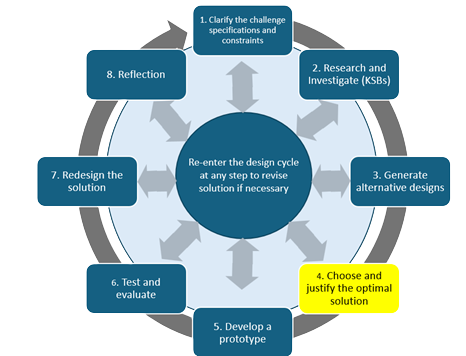 1. Clarify the challenge
specifications and
constraints
2. Research and
Investigate (KSBs)
3. Generate
alternative designs
4. Choose and
justify the optimal
solution
5. Develop a
prototype
6. Test and
evaluate
7. Redesign the
solution
8. Reflection
Re-enter the design cycle
at any step to revise
solution if necessary